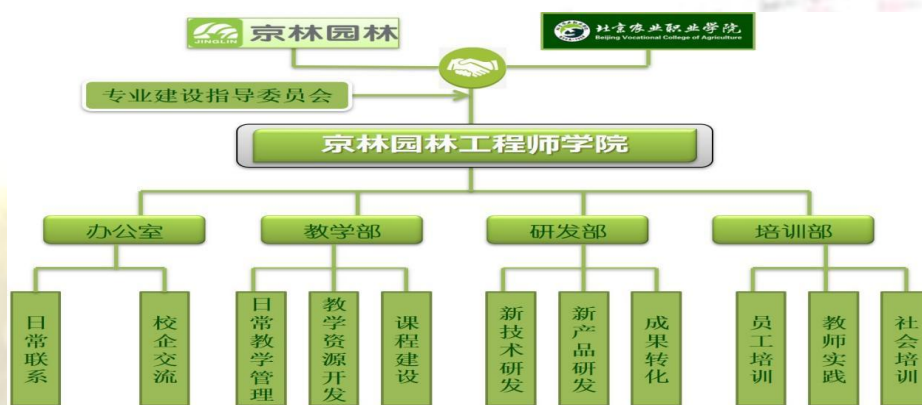 JINGLIN
京林园林
北京农业职业学院
Beijing Vocational College of Agriculture
专业建设指导委员会
京林园林工程师学院
办公室
教学部
研发部
培训部
日常联系
校企交流
日常教学管理
教学资源开发
课程建设
新技术研发
新产品研发
成果转化
员工培训
教师实践
社会培训